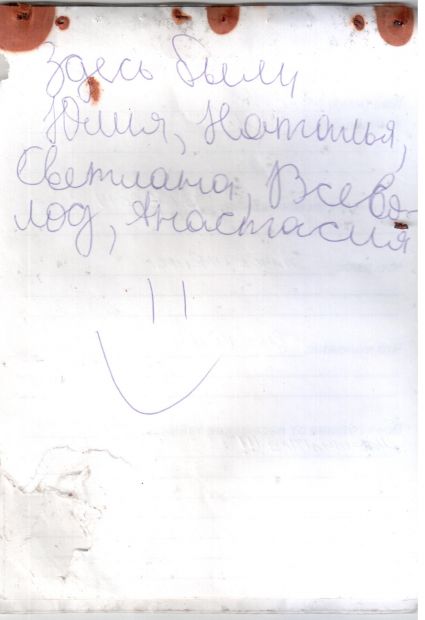 Здесь были
Юлия, Наталья,
Светлана, Всево-
лод, Анастасия